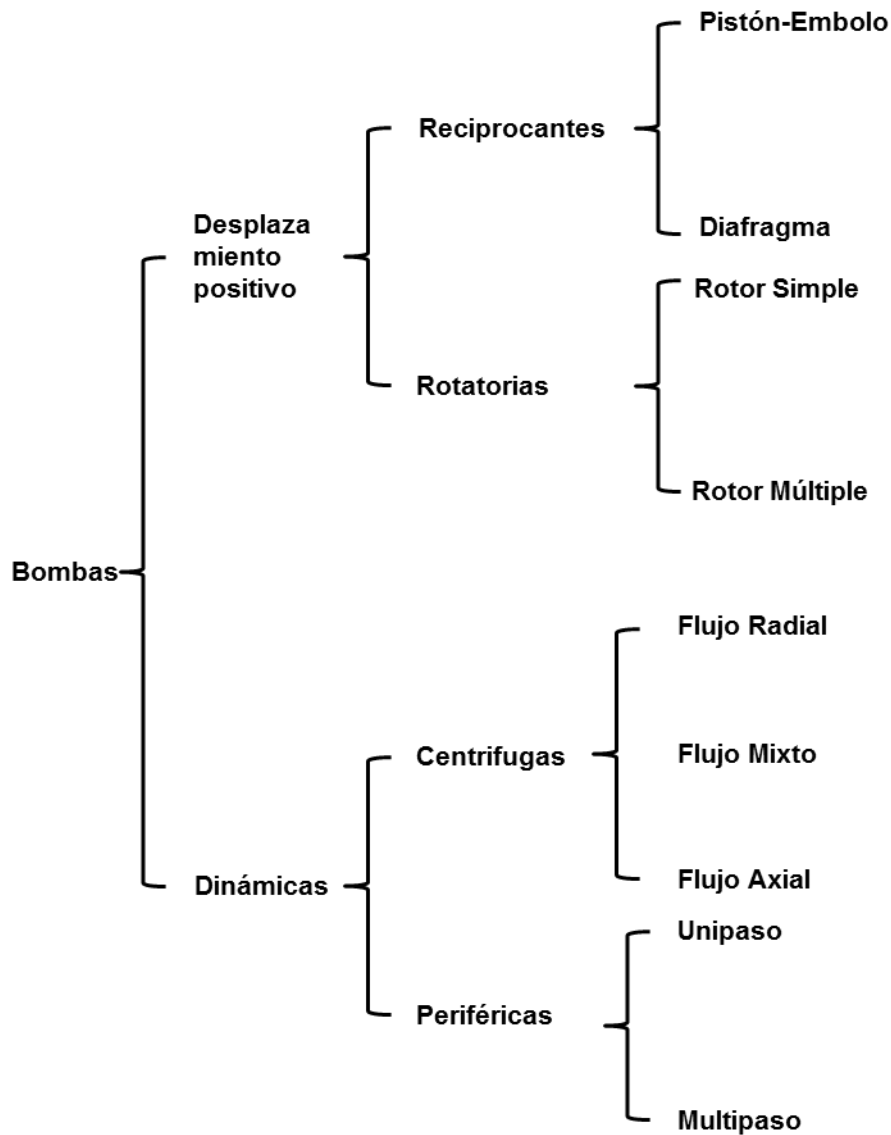 Pistón-Embolo
Reciprocantes
Diafragma
Desplaza
miento
positivo
Rotor Simple
Rotatorias
Rotor Múltiple
Bombas
Flujo Radial
Centrifugas
Flujo Mixto
Flujo Axial
Dinámicas
Unipaso
Periféricas
Multipaso